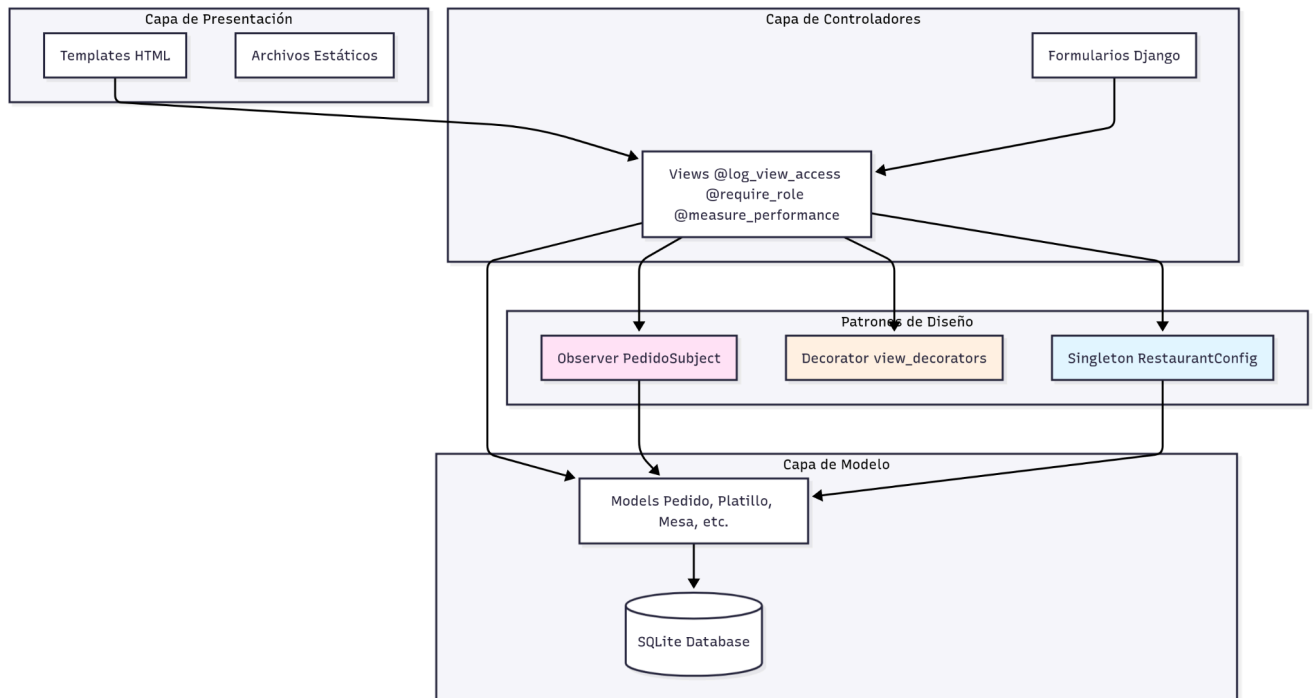 Capa de Presentación
Templates HTML
Archivos Estáticos
Capa de Controladores
Formularios Django
Views @log_view_access
@require_role
@measure_performance
Patrones de Diseño
Observer PedidoSubject
Decorator view_decorators
Singleton RestaurantConfig
Capa de Modelo
Models Pedido, Platillo,
Mesa, etc.
SQLite Database